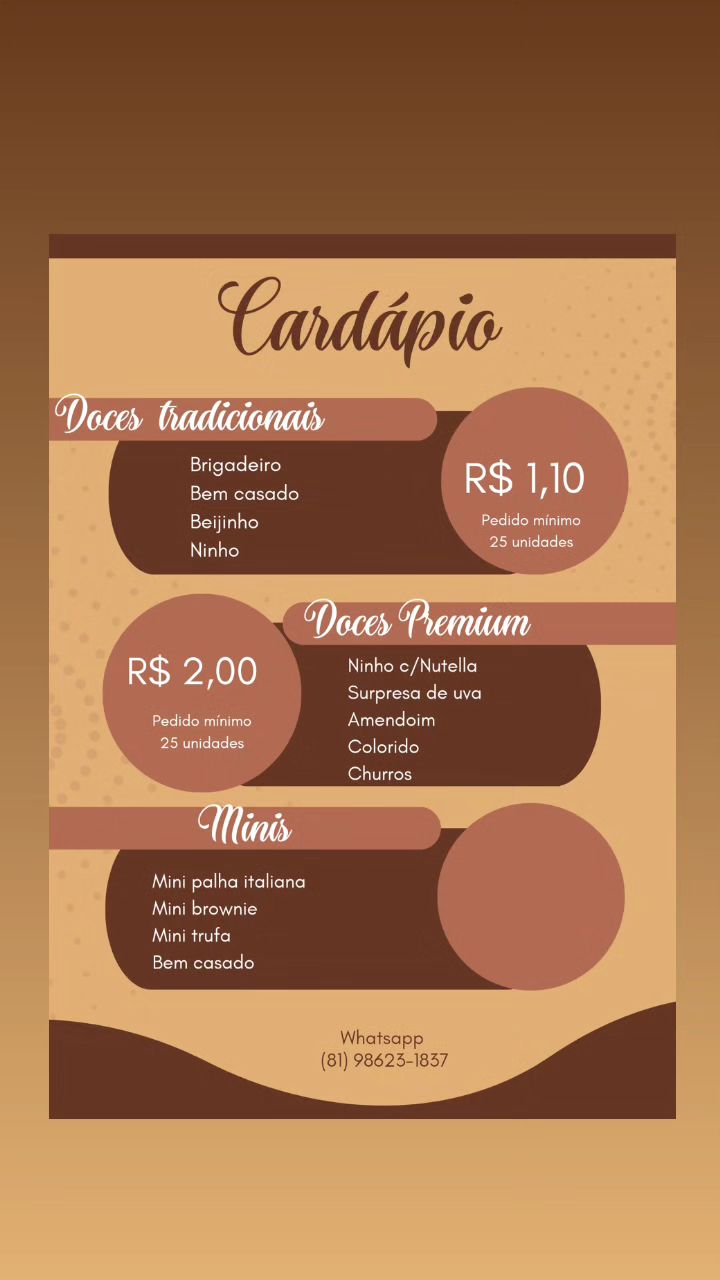 Cardápio
Doces tradicionais
Brigadeiro
Bem casado
Beijinho
Ninho
R$ 1,10
Pedido mínimo
25 unidades
Doces Premium
R$ 2,00
Pedido mínimo
25 unidades
Ninho c/Nutella
Surpresa de uva
Amendoim
Colorido
Churros
Minis
Mini palha italiana
Mini brownie
Mini trufa
Bem casado
Whatsapp
(81) 98623-1837